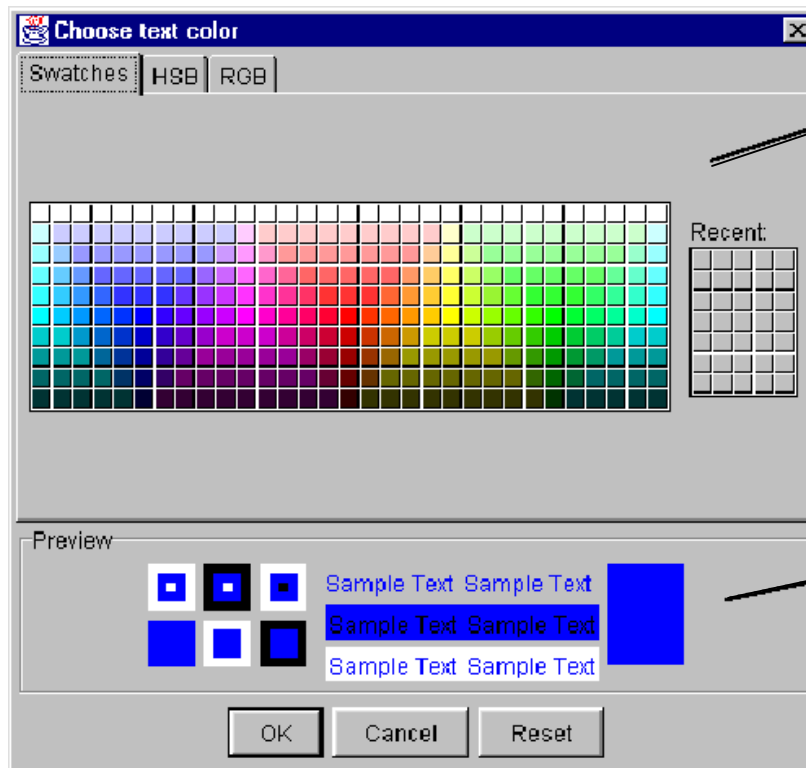 Choose text color
Swatches HSB RGB
Recent:
Preview
Sample Text Sample Text
Sample Text Sample Text
Sample Text Sample Text
OK Cancel Reset